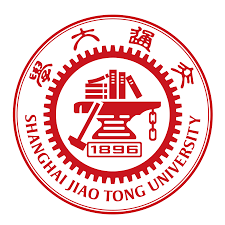 交通大學
1896
SHANGHAI JIAO TONG UNIVERSITY